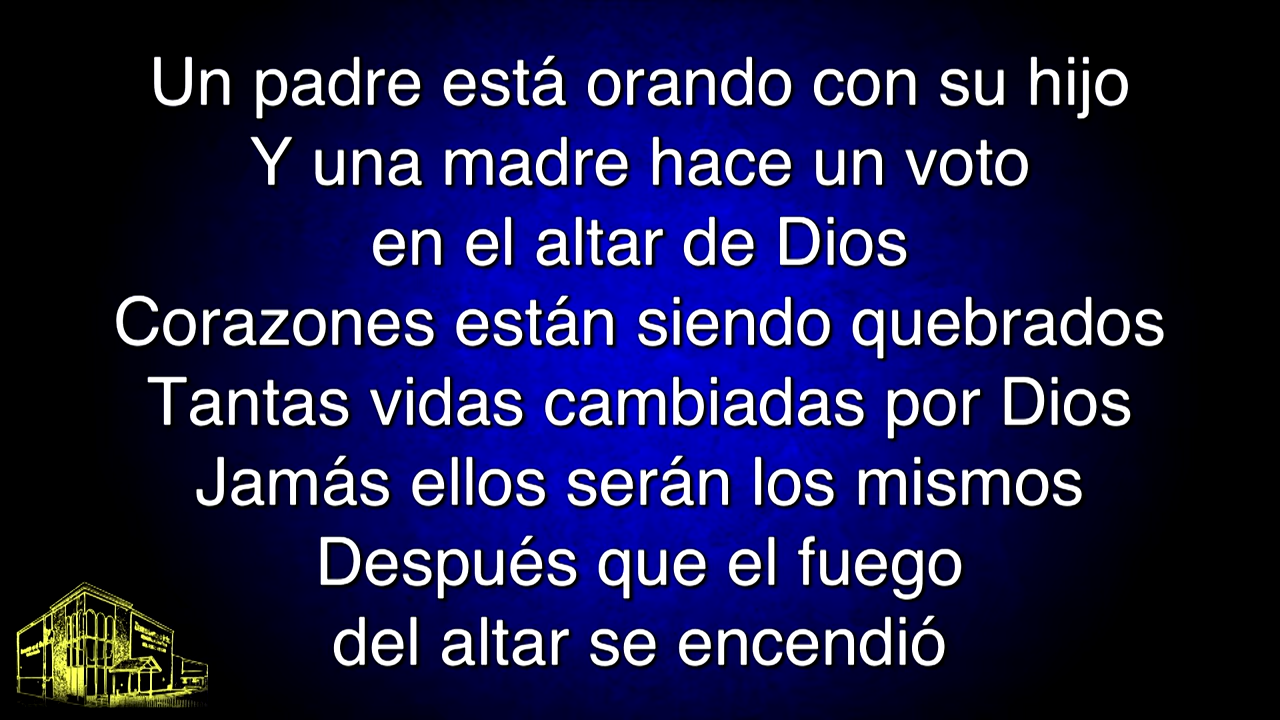 Un padre está orando con su hijo
Y una madre hace un voto
en el altar de Dios
Corazones están siendo quebrados
Tantas vidas cambiadas por Dios
Jamás ellos serán los mismos
Después que el fuego
del altar se encendió